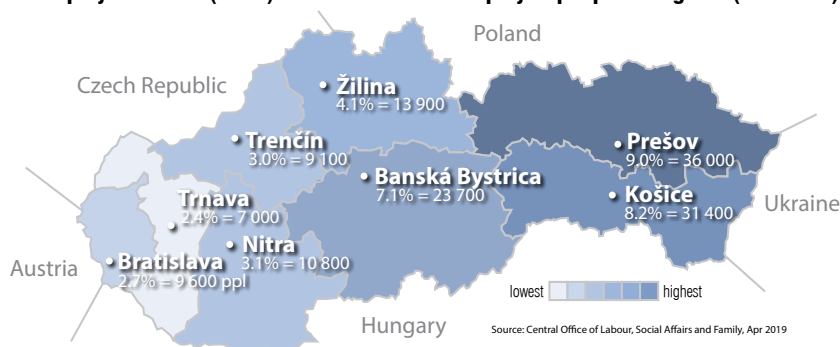 Poland
Czech Republic
Žilina
4.1% = 13 900
Trenčín
3.0% = 9 100
Prešov
9.0% = 36 000
Banská Bystrica
7.1% = 23 700
Košice
8.2% = 31 400
Trnava
2.4% = 7 000
Ukraine
Nitra
3.1% = 10 800
Austria
Bratislava
2.7% = 9 600 ppl
lowest highest
Hungary
Source: Central Office of Labour, Social Affairs and Family, Apr 2019